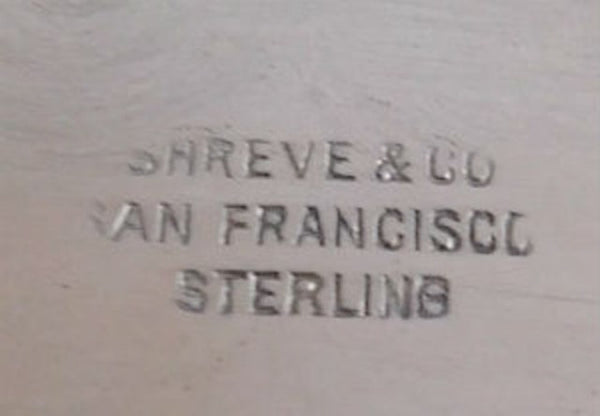 SHREVE & CO
SAN FRANCISCO
STERLING